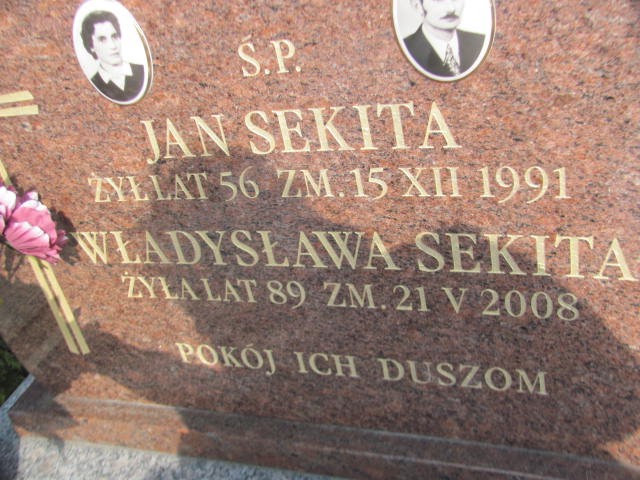 Ś.P.
JAN SEKITA
ŻYŁ LAT 56 ZM. 15 XII 1991
WŁADYSŁAWA SEKITA
ŻYŁA LAT 89 ZM. 21 V 2008
POKÓJ ICH DUSZOM